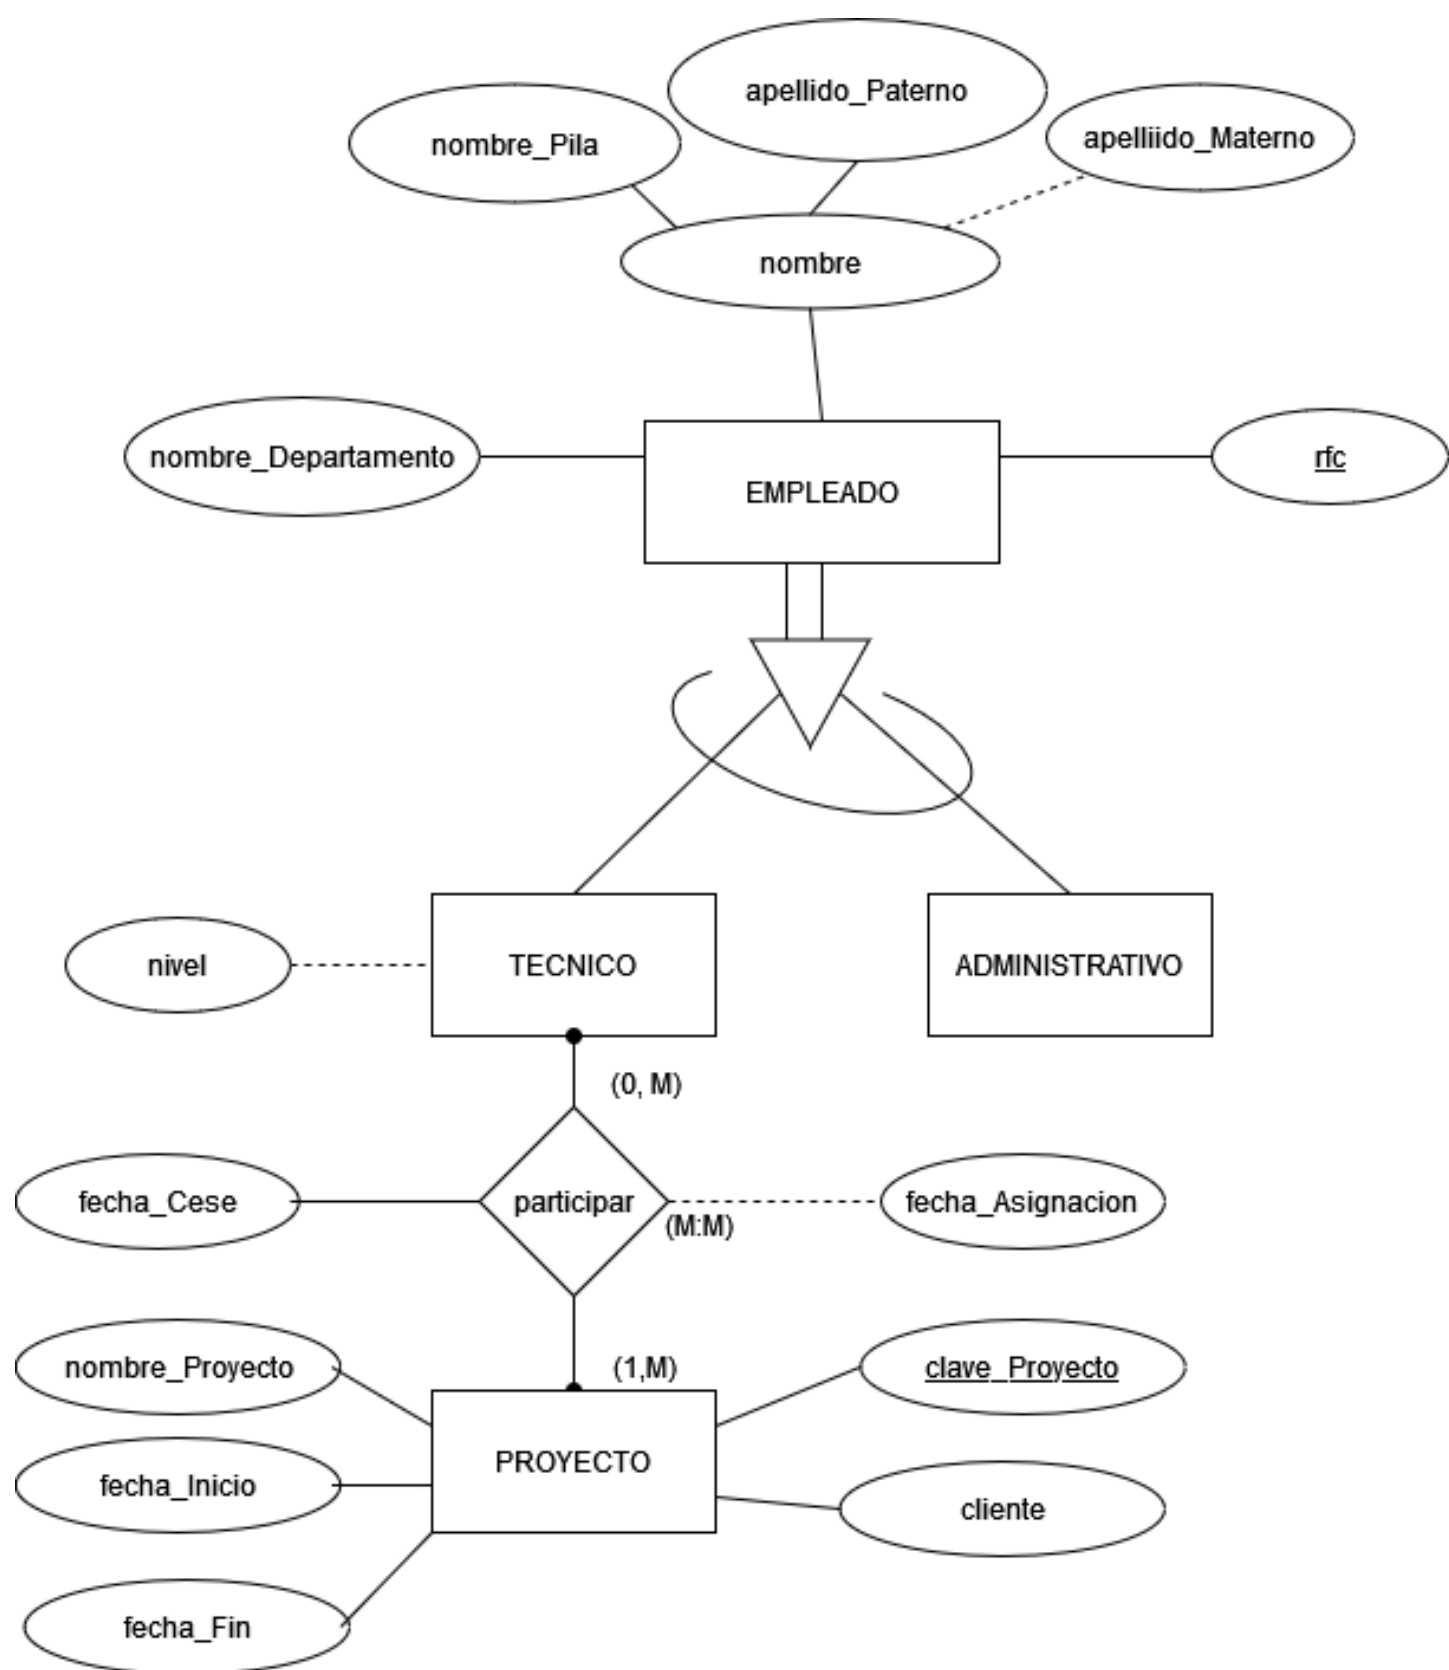 apellido_Paterno
nombre_Pila
apelliido_Materno
nombre
nombre_Departamento
EMPLEADO
rfc
nivel
TECNICO
ADMINISTRATIVO
(0, M)
fecha_Cese
participar
fecha_Asignacion
(M:M)
nombre_Proyecto
(1,M)
clave_Proyecto
PROYECTO
fecha_Inicio
cliente
fecha_Fin